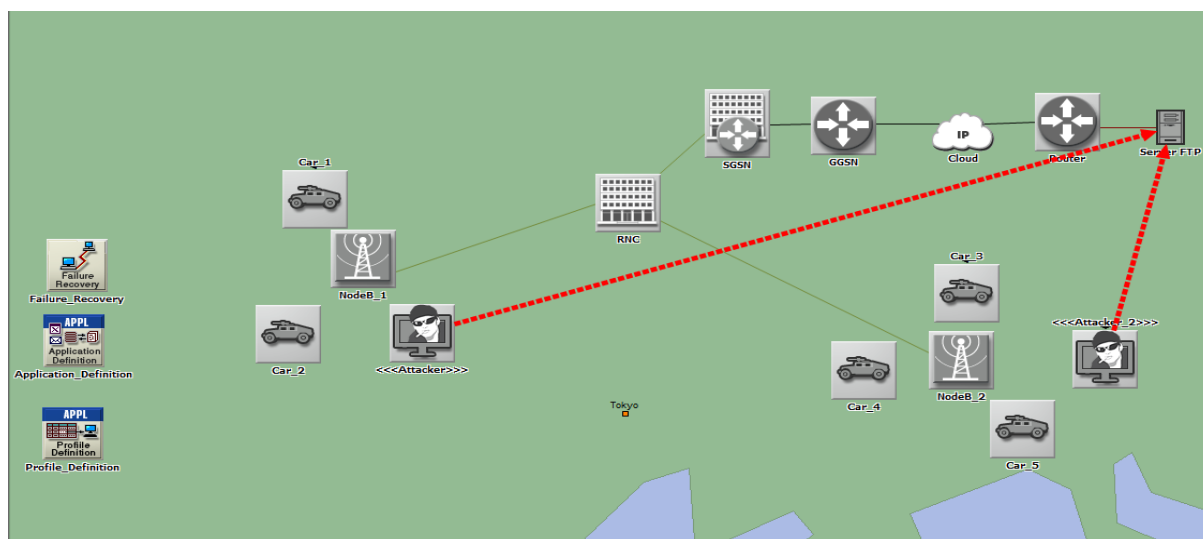 SGSN
GGSN
IP
Cloud
Router
Server FTP
Car_1
RNC
NodeB_1
Car_3
Failure
Recovery
Failure_Recovery
<<<Attacker_2>>>
APPL
Application
Definition
Application_Definition
Car_2
<<<Attacker>>>
Car_4
NodeB_2
Tokyo
APPL
Profile
Definition
Profile_Definition
Car_5